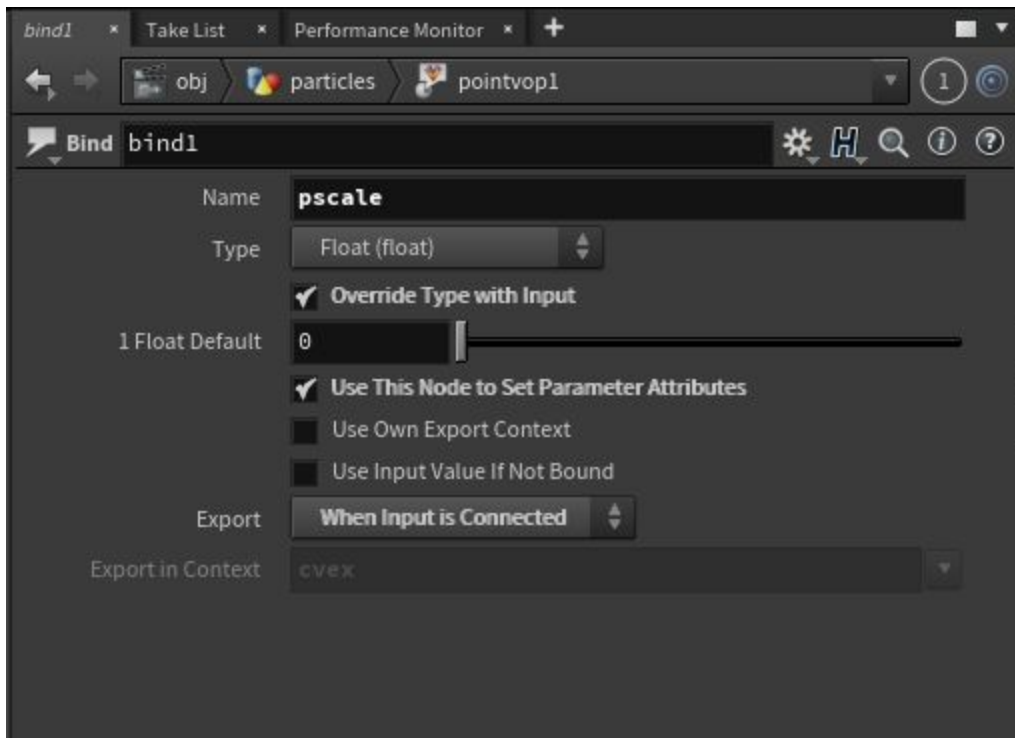 bind1 × Take List × Performance Monitor × +
obj particles pointvop1 1
Bind bind1
Name pscale
Type Float (float)
Override Type with Input
1 Float Default 0
Use This Node to Set Parameter Attributes
Use Own Export Context
Use Input Value If Not Bound
Export When Input is Connected
Export in Context cvex